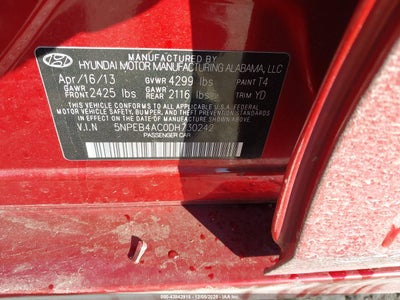 MANUFACTURED BY
HYUNDAI MOTOR MANUFACTURING ALABAMA, LLC
Apr/16/13 GVWR 4299 lbs PAINT T4
GAWR FRONT 2425 lbs GAWR REAR 2116 lbs TRIM YD
THIS VEHICLE CONFORMS TO ALL APPLICABLE U.S. FEDERAL
MOTOR VEHICLE SAFETY, BUMPER, AND THEFT PREVENTION
STANDARDS IN EFFECT ON THE DATE OF MANUFACTURE
SHOWN ABOVE.
V.I.N 5NPEB4AC0DH730242
PASSENGER CAR